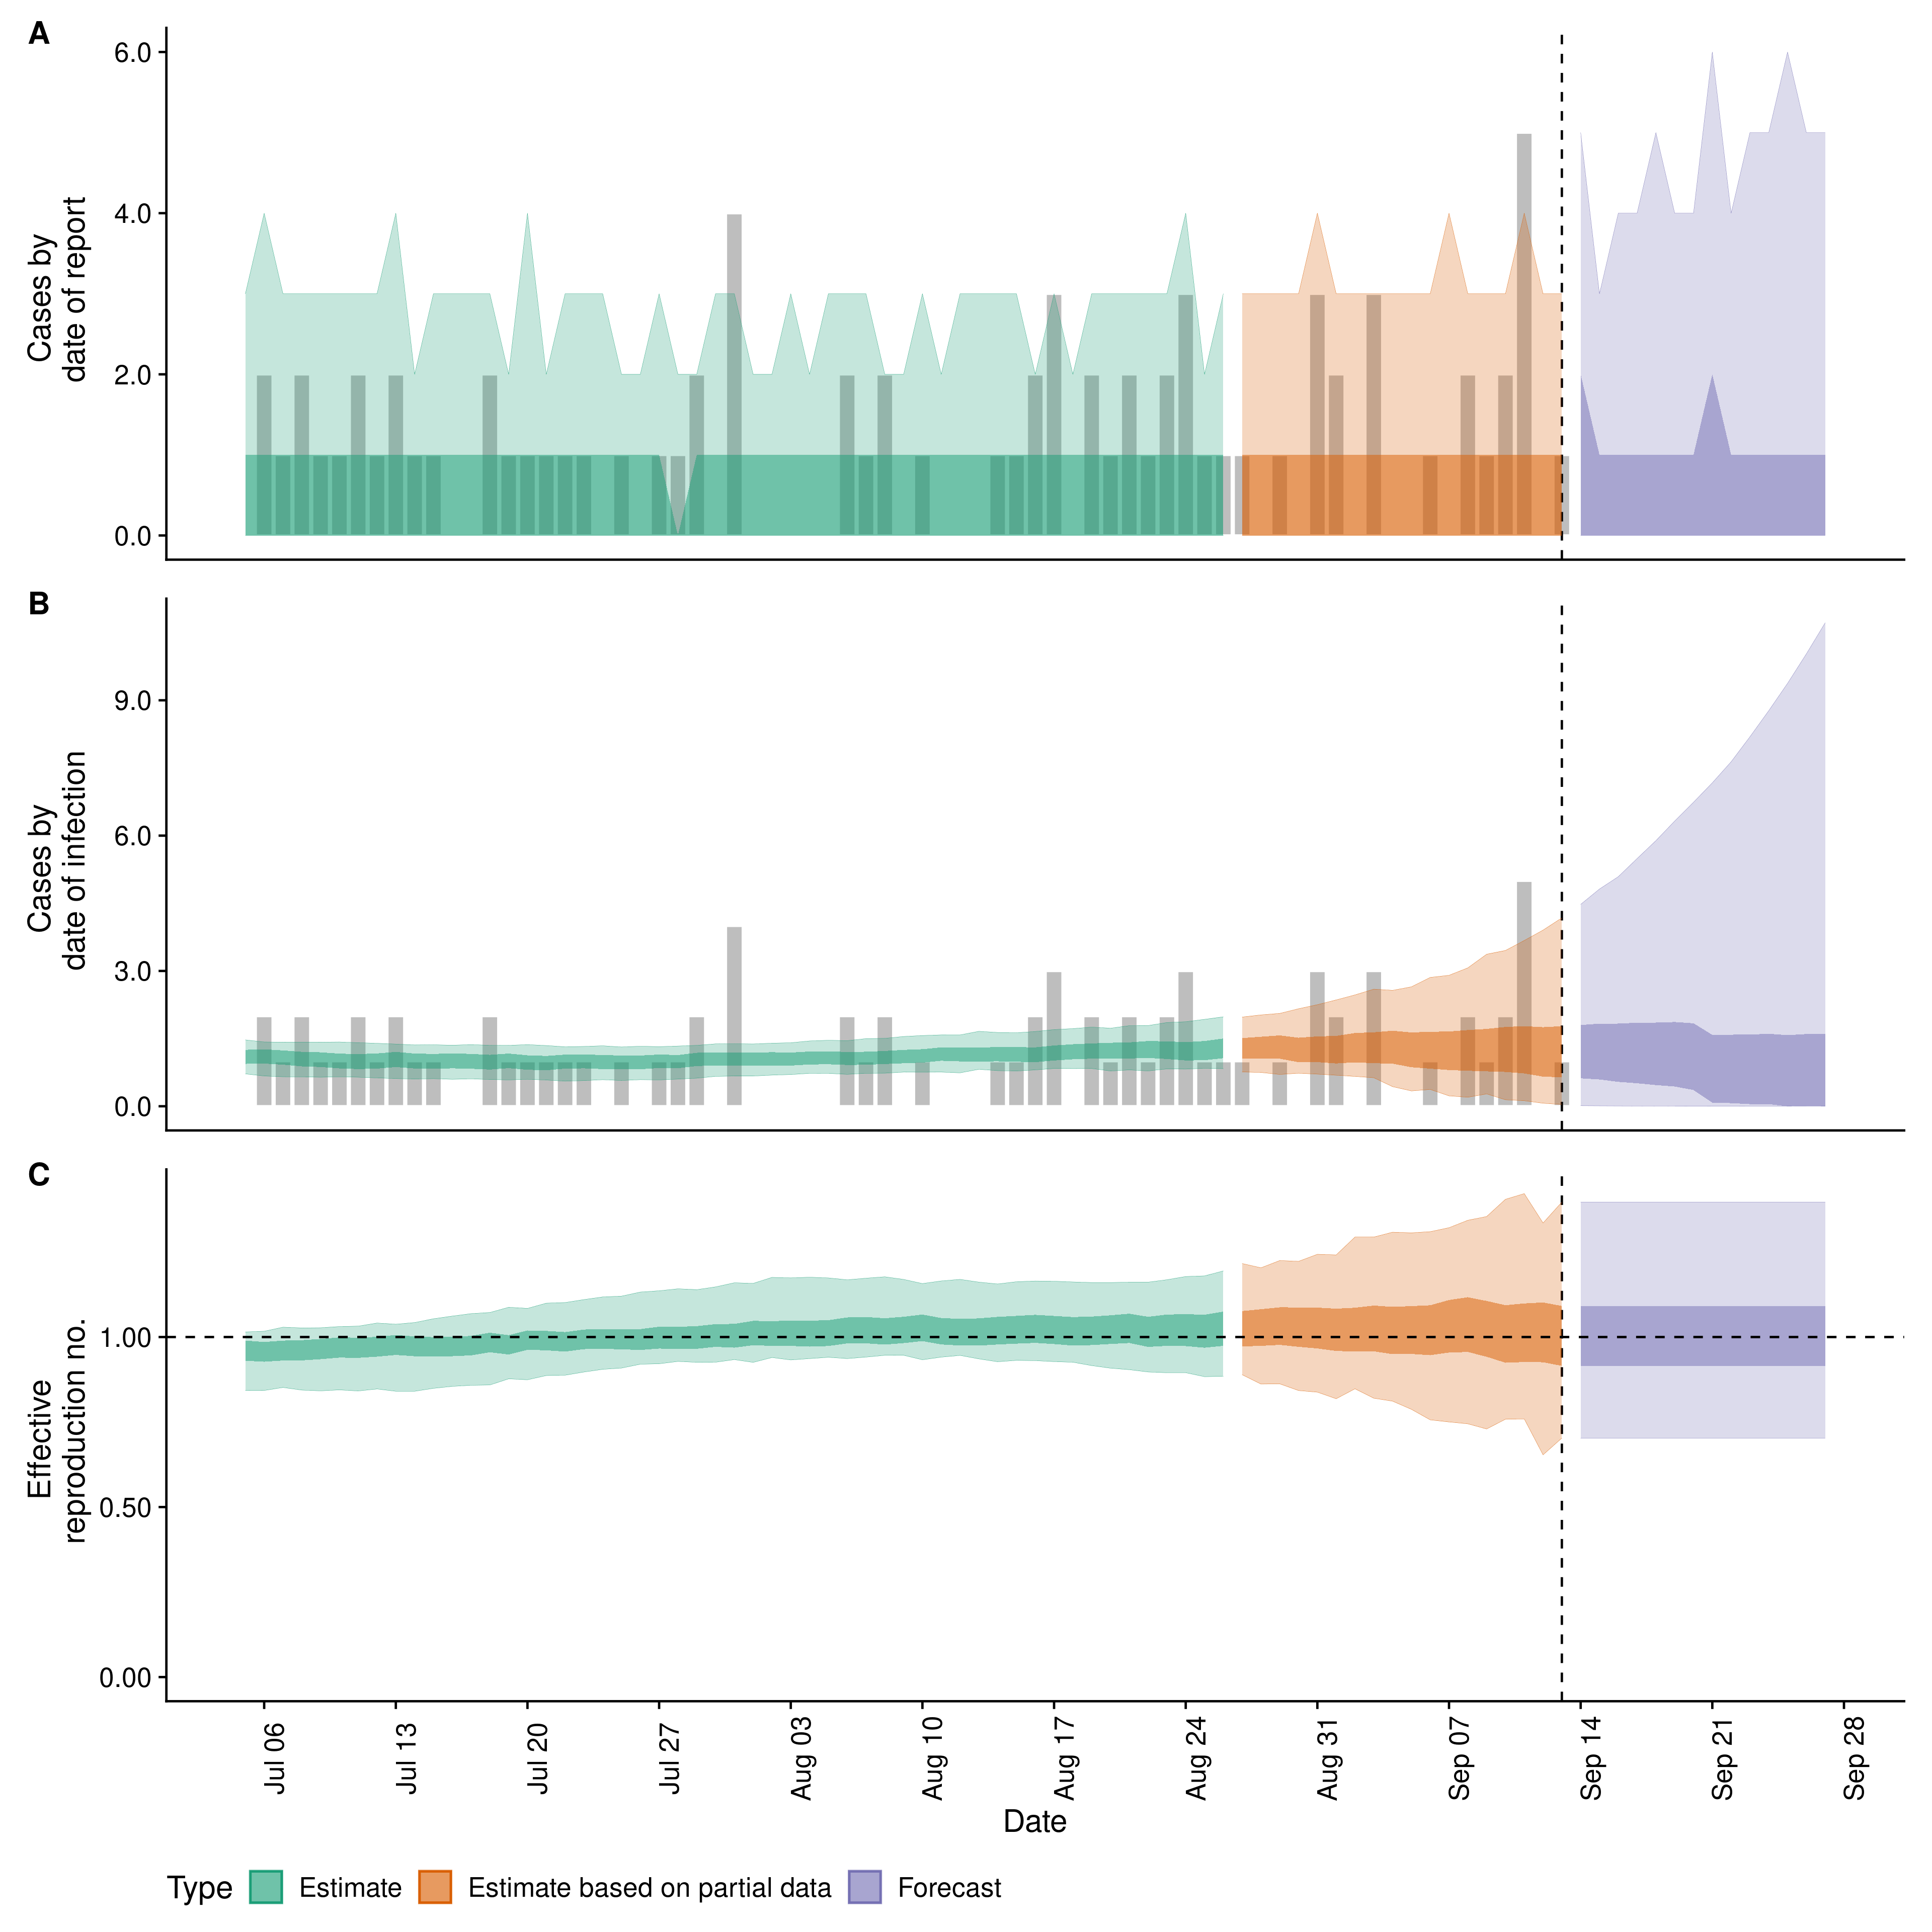 A
6.0
4.0
2.0
0.0
Cases by
date of report
B
9.0
6.0
3.0
0.0
Cases by
date of infection
C
1.00
0.50
0.00
Effective
reproduction no.
Jul 06
Jul 13
Jul 20
Jul 27
Aug 03
Aug 10
Aug 17
Aug 24
Aug 31
Sep 07
Sep 14
Sep 21
Sep 28
Date
Type Estimate Estimate based on partial data Forecast